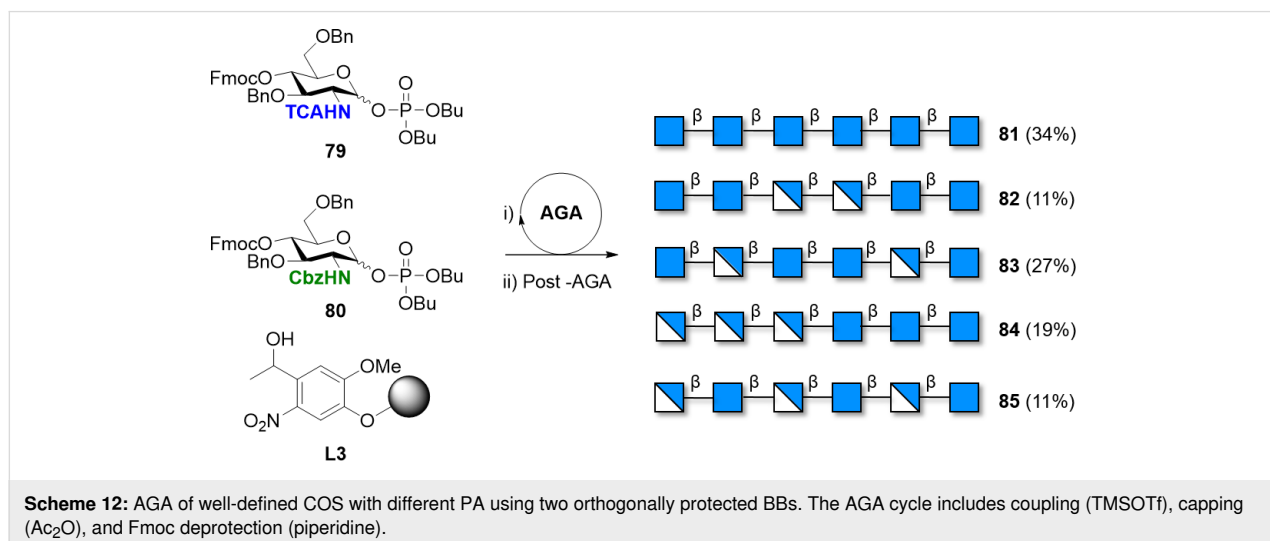 OBn
FmocO
O
BnO
TCAHN
O
O
P
OBu
OBu
79
OBn
FmocO
O
BnO
CbzHN
O
O
P
OBu
OBu
80
OH
OMe
O2N
O
L3
i)
AGA
ii) Post -AGA
β β β β β
81 (34%)
β β β β β
82 (11%)
β β β β β
83 (27%)
β β β β β
84 (19%)
β β β β β
85 (11%)
Scheme 12: AGA of well-defined COS with different PA using two orthogonally protected BBs. The AGA cycle includes coupling (TMSOTf), capping
(Ac2O), and Fmoc deprotection (piperidine).